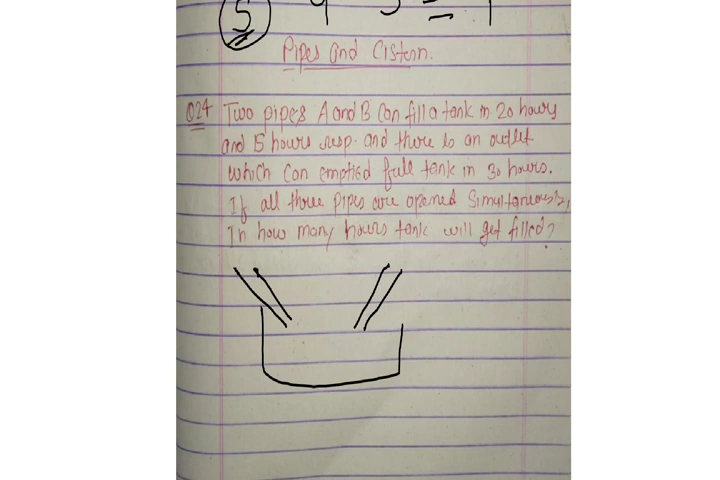 5
Pipes and Cistern.
Q24 Two pipes A and B Can fill a tank in 20 hours
and 15 hours resp. and there is an outlet
which Can emptied full tank in 30 hours.
If all three pipes are opened Simultaneously,
In how many hours tank will get filled?